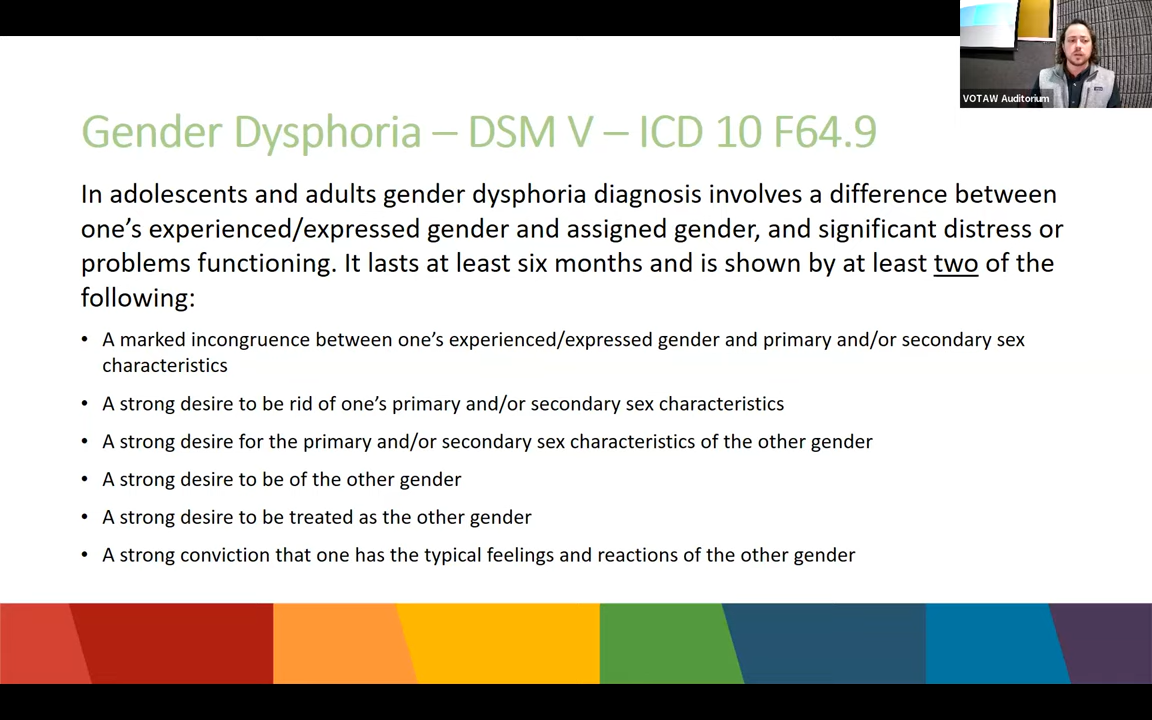 VOTAW Auditorium
Gender Dysphoria – DSM V – ICD 10 F64.9
In adolescents and adults gender dysphoria diagnosis involves a difference between
one’s experienced/expressed gender and assigned gender, and significant distress or
problems functioning. It lasts at least six months and is shown by at least two of the
following:
• A marked incongruence between one’s experienced/expressed gender and primary and/or secondary sex
characteristics
• A strong desire to be rid of one’s primary and/or secondary sex characteristics
• A strong desire for the primary and/or secondary sex characteristics of the other gender
• A strong desire to be of the other gender
• A strong desire to be treated as the other gender
• A strong conviction that one has the typical feelings and reactions of the other gender